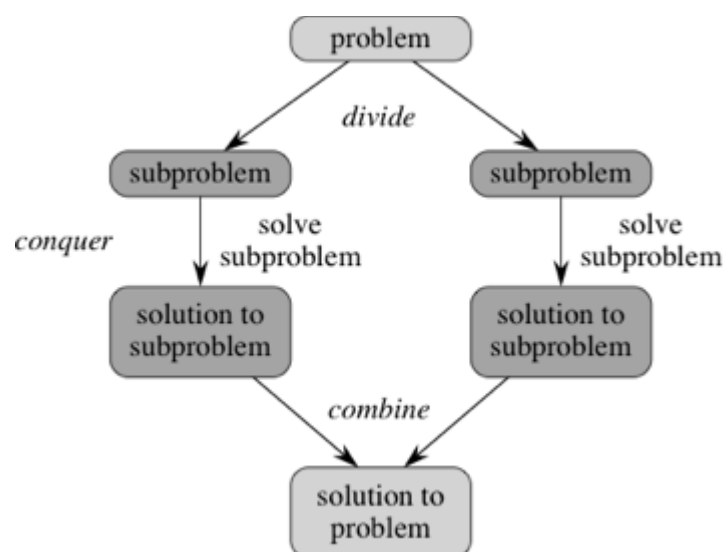 problem
divide
subproblem
subproblem
conquer
solve
subproblem
solve
subproblem
solution to
subproblem
solution to
subproblem
combine
solution to
problem